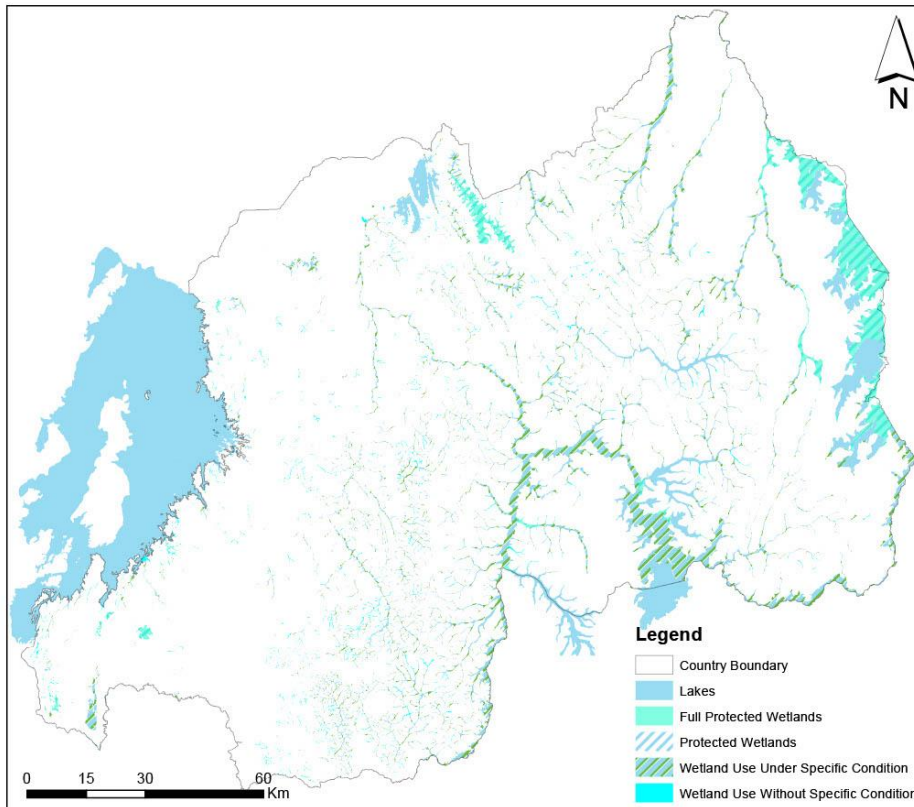 N
Legend
Country Boundary
Lakes
Full Protected Wetlands
Protected Wetlands
Wetland Use Under Specific Condition
Wetland Use Without Specific Condition
0 15 30 60
Km